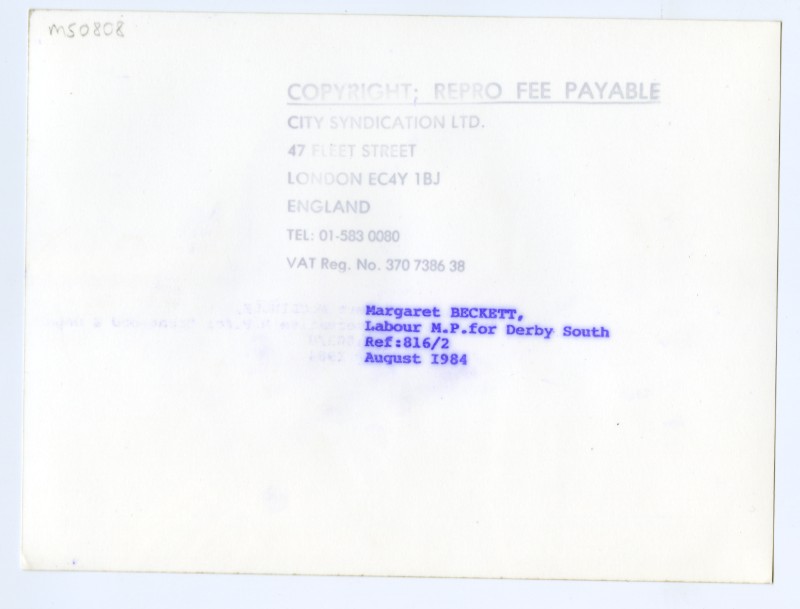 m50808
COPYRIGHT; REPRO FEE PAYABLE
CITY SYNDICATION LTD.
47 FLEET STREET
LONDON EC4Y 1BJ
ENGLAND
TEL: 01-583 0080
VAT Reg. No. 370 7386 38
Margaret BECKETT,
Labour M.P.for Derby South
Ref:816/2
August I984